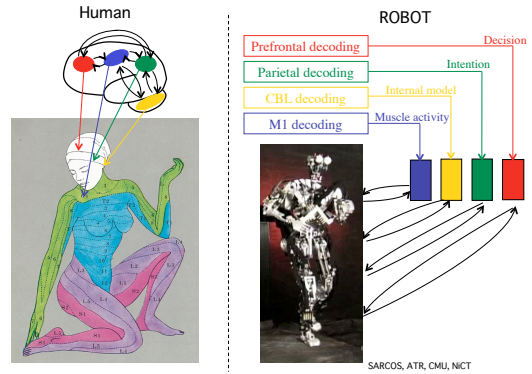 Human
ROBOT
Prefrontal decoding
Decision
Parietal decoding
Intention
CBL decoding
Internal model
M1 decoding
Muscle activity
SARCOS, ATR, CMU, NiCT